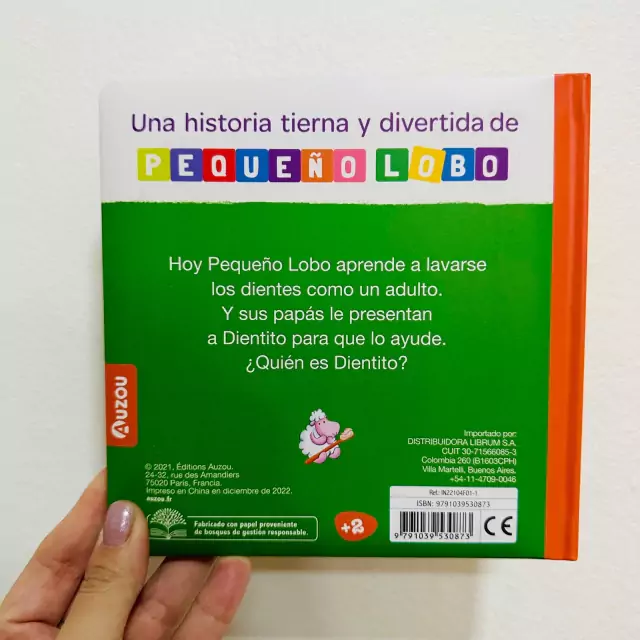 Una historia tierna y divertida de
PEQUEÑO LOBO
Hoy Pequeño Lobo aprende a lavarse
los dientes como un adulto.
Y sus papás le presentan
a Dientito para que lo ayude.
¿Quién es Dientito?
AUZOU
© 2021, Éditions Auzou.
24-32, rue des Amandiers
75020 París, Francia.
Impreso en China en diciembre de 2022.
auzou.fr
Fabricado con papel proveniente
de bosques de gestión responsable.
+2
Importado por:
DISTRIBUIDORA LIBRUM S.A.
CUIT 30-71566085-3
Colombia 260 (B1603CPH)
Villa Martelli, Buenos Aires.
+54-11-4709-0046
Ref.: IN22104F01-1
ISBN: 9791039530873
9 791039 530873
CE